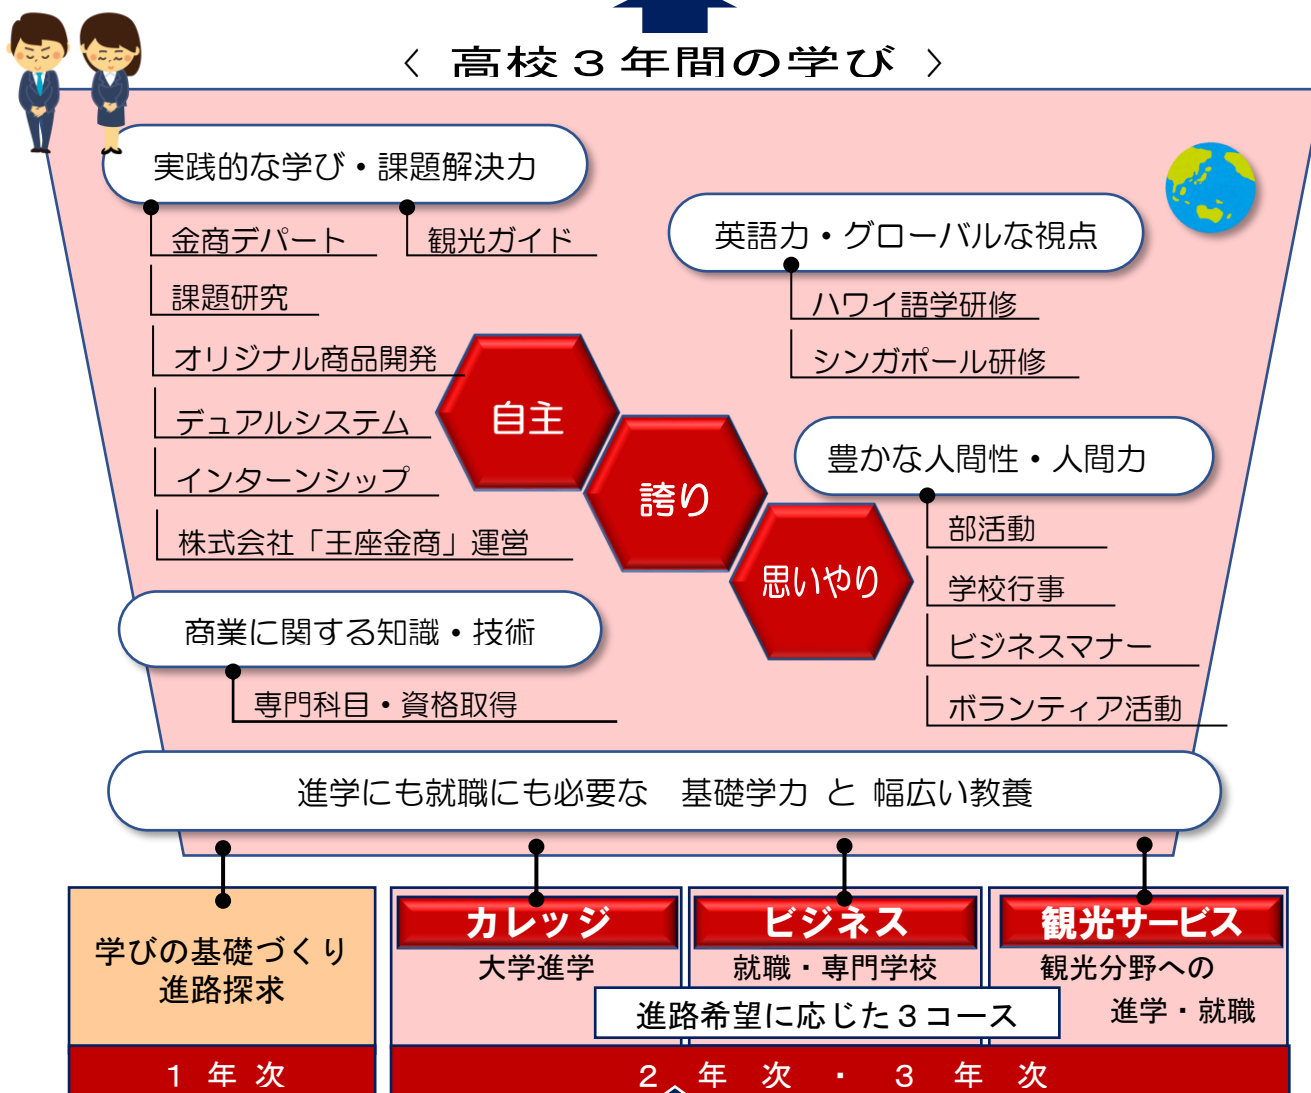 〈 高校３年間の学び 〉
実践的な学び・課題解決力
金商デパート
観光ガイド
課題研究
オリジナル商品開発
デュアルシステム
インターンシップ
株式会社「王座金商」運営
英語力・グローバルな視点
ハワイ語学研修
シンガポール研修
自主
誇り
思いやり
豊かな人間性・人間力
部活動
学校行事
ビジネスマナー
ボランティア活動
商業に関する知識・技術
専門科目・資格取得
進学にも就職にも必要な　基礎学力 と 幅広い教養
学びの基礎づくり
進路探求
１ 年 次
カレッジ
大学進学
ビジネス
就職・専門学校
観光サービス
観光分野への
進学・就職
進路希望に応じた３コース
２ 年 次 ・ ３ 年 次